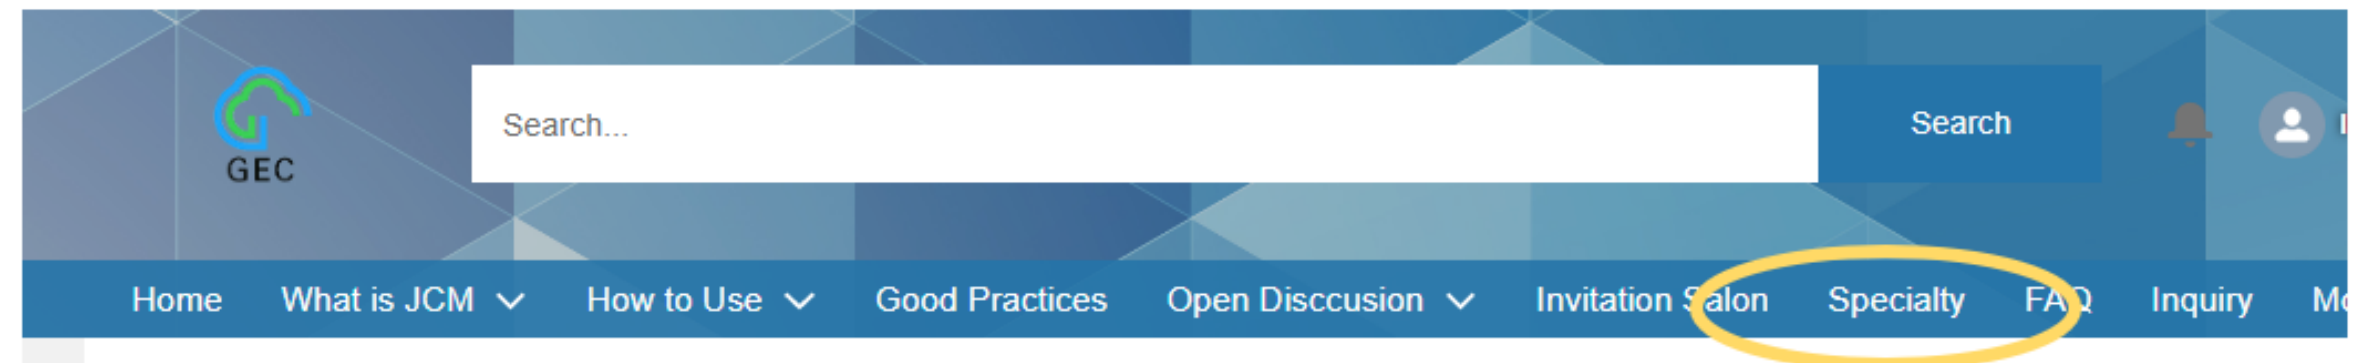 GEC
Search...
Search
Home What is JCM How to Use Good Practices Open Disccusion Invitation Salon Specialty FAQ Inquiry